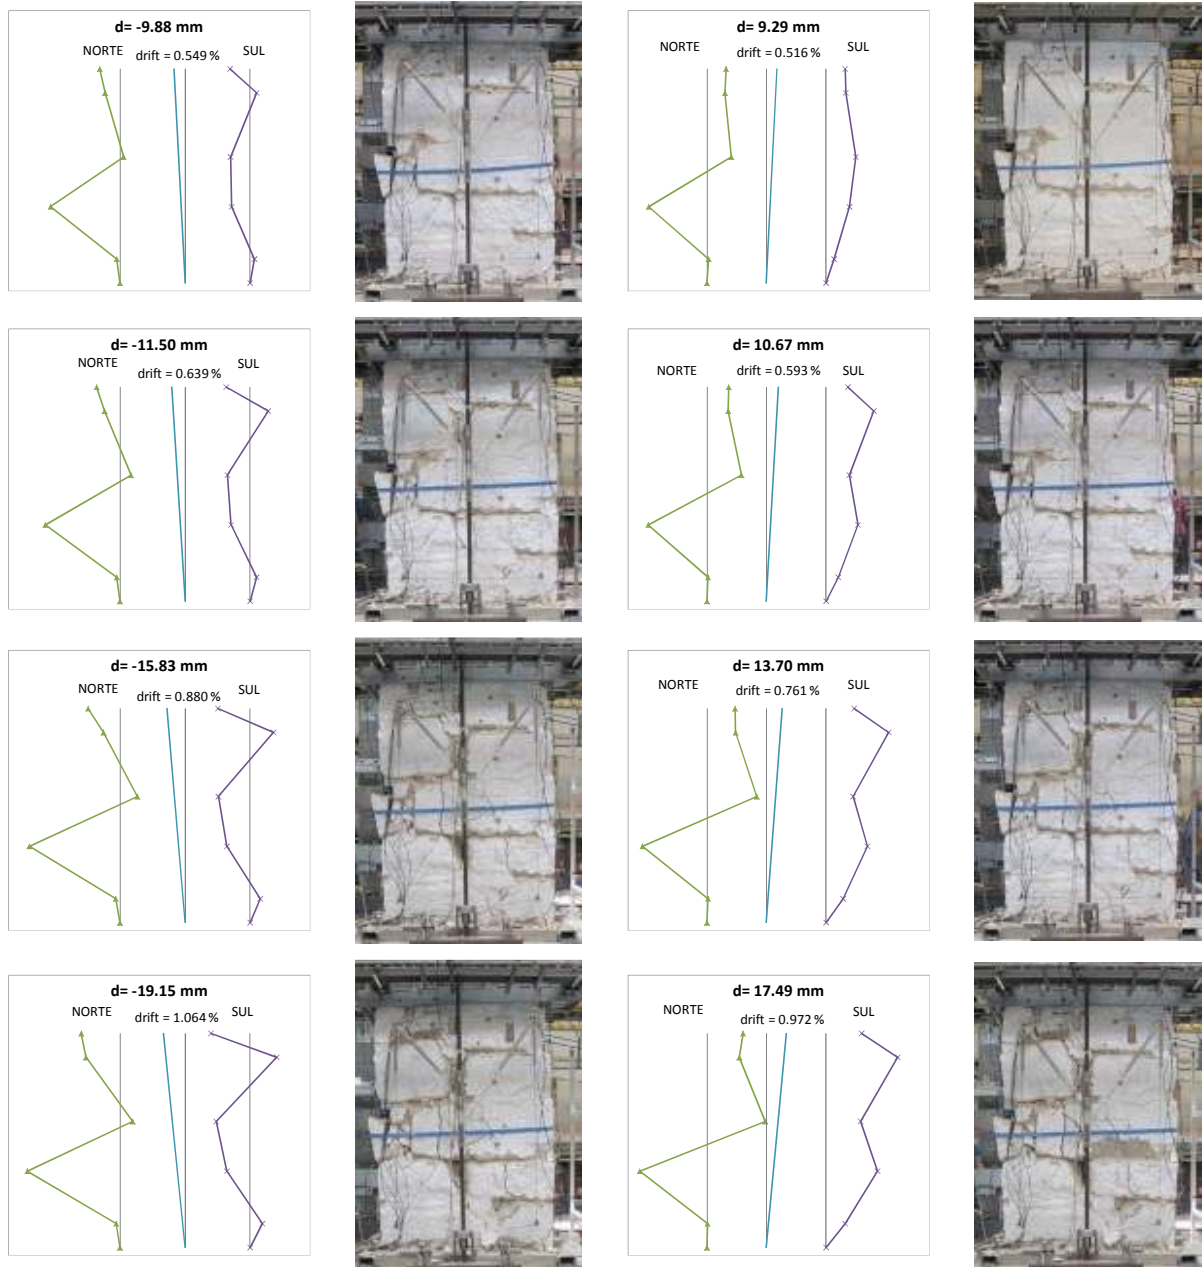 d= -9.88 mm
NORTE
drift = 0.549 %
SUL
d= 9.29 mm
NORTE
drift = 0.516 %
SUL
d= -11.50 mm
NORTE
drift = 0.639 %
SUL
d= 10.67 mm
NORTE
drift = 0.593 %
SUL
d= -15.83 mm
NORTE
drift = 0.880 %
SUL
d= 13.70 mm
NORTE
drift = 0.761 %
SUL
d= -19.15 mm
NORTE
drift = 1.064 %
SUL
d= 17.49 mm
NORTE
drift = 0.972 %
SUL